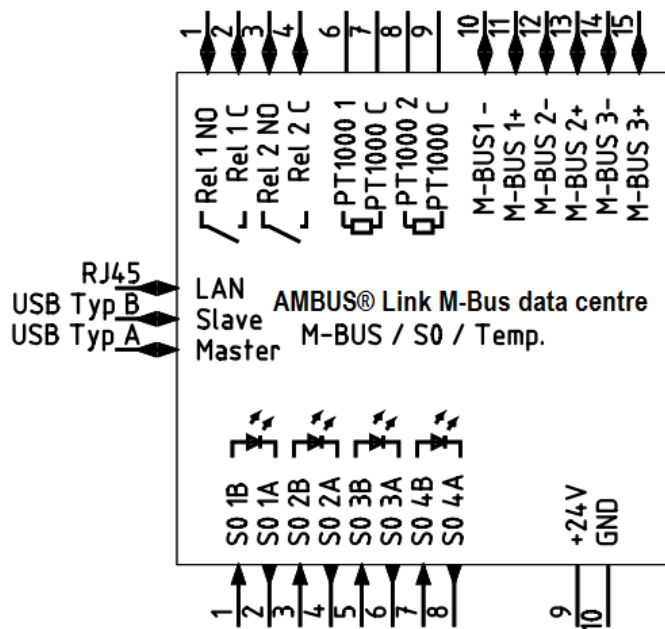 1 2 3 4 6 7 8 9 10 11 12 13 14 15
Rel 1 NO
Rel 1 C
Rel 2 NO
Rel 2 C
PT1000 1
PT1000 C
PT1000 2
PT1000 C
M-BUS1 -
M-BUS 1+
M-BUS 2-
M-BUS 2+
M-BUS 3-
M-BUS 3+
RJ45 LAN
USB Typ B Slave
USB Typ A Master
AMBUS® Link M-Bus data centre
M-BUS / S0 / Temp.
S0 1B
S0 1A
S0 2B
S0 2A
S0 3B
S0 3A
S0 4B
S0 4A
+24V
GND
1 2 3 4 5 6 7 8 9 10